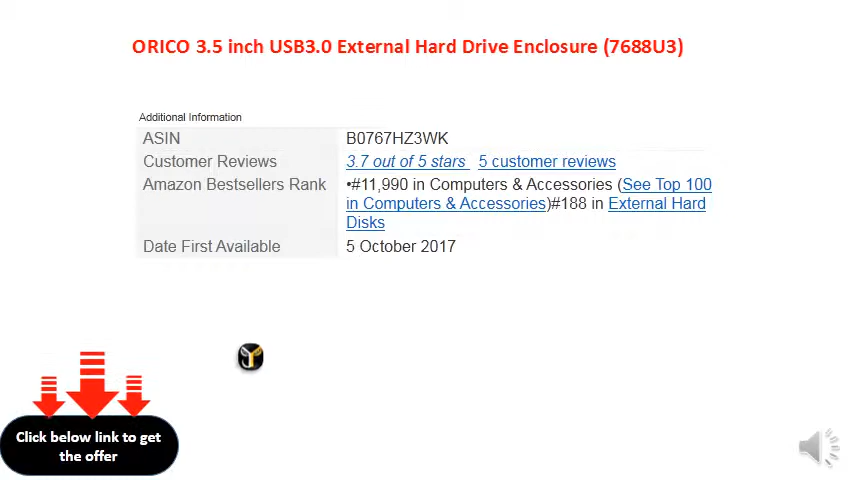 ORICO 3.5 inch USB3.0 External Hard Drive Enclosure (7688U3)
Additional Information
ASIN B0767HZ3WK
Customer Reviews 3.7 out of 5 stars 5 customer reviews
Amazon Bestsellers Rank •#11,990 in Computers & Accessories (See Top 100
in Computers & Accessories)#188 in External Hard
Disks
Date First Available 5 October 2017
Click below link to get
the offer